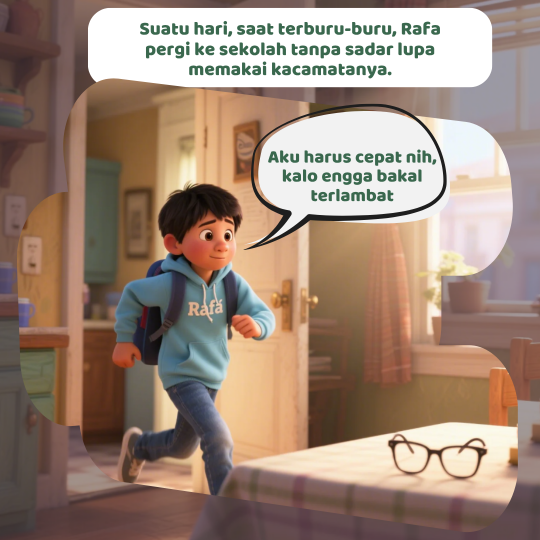 Suatu hari, saat terburu-buru, Rafa
pergi ke sekolah tanpa sadar lupa
memakai kacamatanya.
Aku harus cepat nih,
kalo engga bakal
terlambat
Rafá